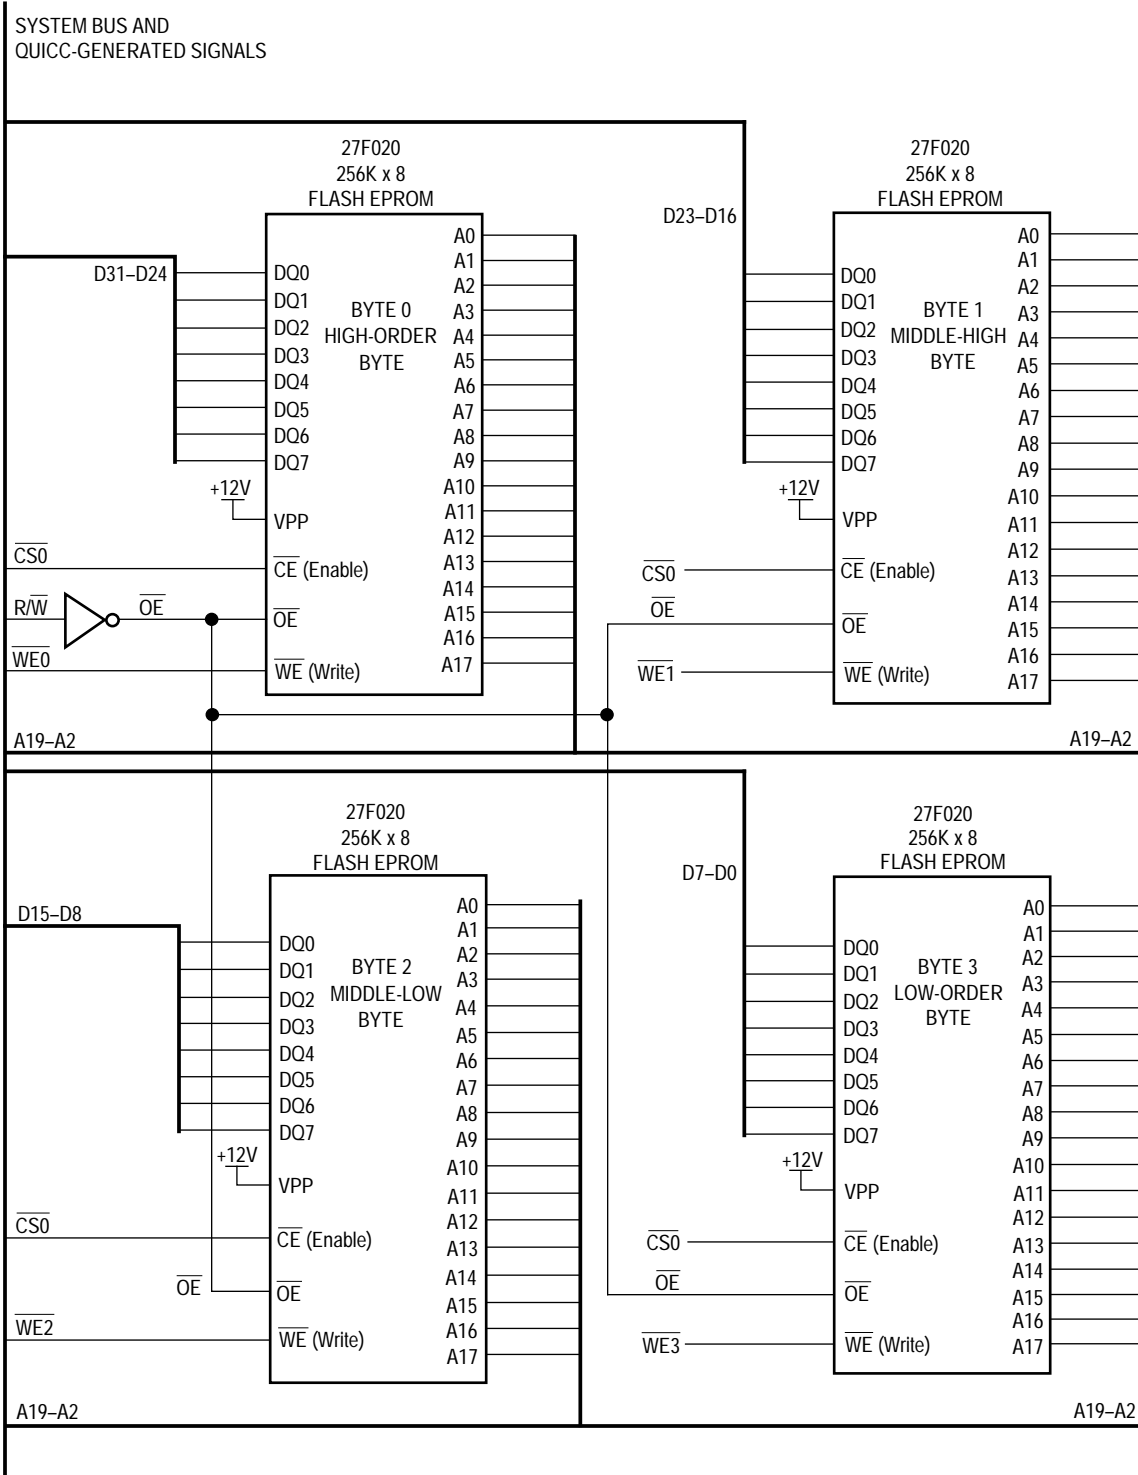 SYSTEM BUS AND
QUICC-GENERATED SIGNALS
27F020
256K x 8
FLASH EPROM
D31–D24
DQ0
DQ1
DQ2
DQ3
DQ4
DQ5
DQ6
DQ7
BYTE 0
HIGH-ORDER
BYTE
A0
A1
A2
A3
A4
A5
A6
A7
A8
A9
A10
A11
A12
A13
A14
A15
A16
A17
+12V
VPP
CS0
CE (Enable)
R/W
OE
OE
WE0
WE (Write)
A19–A2
27F020
256K x 8
FLASH EPROM
D23–D16
DQ0
DQ1
DQ2
DQ3
DQ4
DQ5
DQ6
DQ7
BYTE 1
MIDDLE-HIGH
BYTE
A0
A1
A2
A3
A4
A5
A6
A7
A8
A9
A10
A11
A12
A13
A14
A15
A16
A17
+12V
VPP
CS0
CE (Enable)
OE
OE
WE1
WE (Write)
A19–A2
27F020
256K x 8
FLASH EPROM
D15–D8
DQ0
DQ1
DQ2
DQ3
DQ4
DQ5
DQ6
DQ7
BYTE 2
MIDDLE-LOW
BYTE
A0
A1
A2
A3
A4
A5
A6
A7
A8
A9
A10
A11
A12
A13
A14
A15
A16
A17
+12V
VPP
CS0
CE (Enable)
OE
OE
WE2
WE (Write)
A19–A2
27F020
256K x 8
FLASH EPROM
D7–D0
DQ0
DQ1
DQ2
DQ3
DQ4
DQ5
DQ6
DQ7
BYTE 3
LOW-ORDER
BYTE
A0
A1
A2
A3
A4
A5
A6
A7
A8
A9
A10
A11
A12
A13
A14
A15
A16
A17
+12V
VPP
CS0
CE (Enable)
OE
OE
WE3
WE (Write)
A19–A2